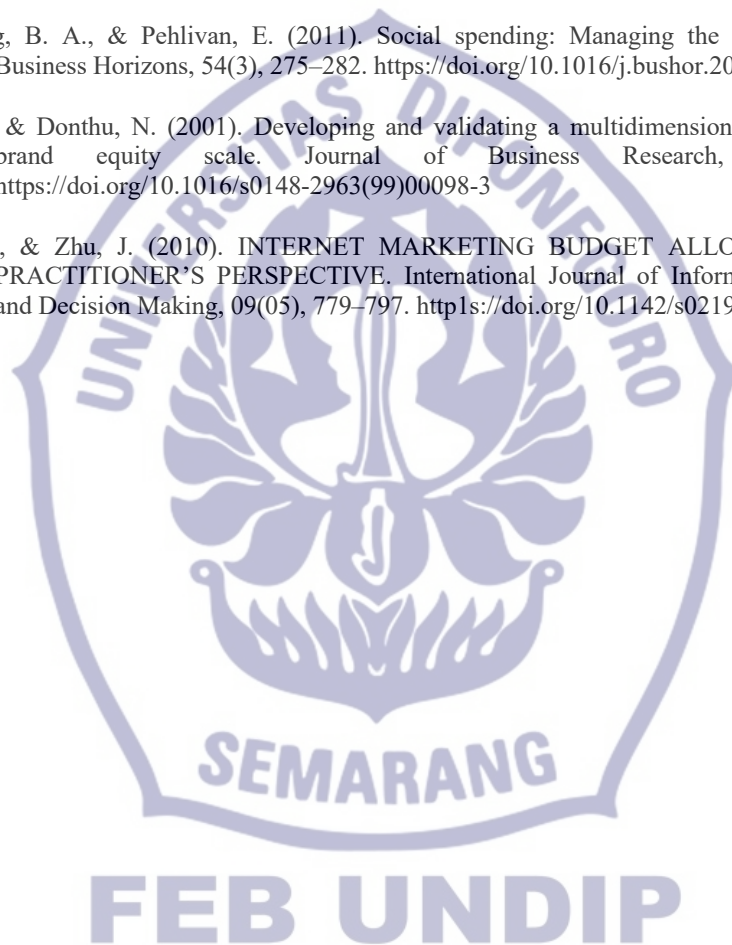 g, B. A., & Pehlivan, E. (2011). Social spending: Managing the
Business Horizons, 54(3), 275–282. https://doi.org/10.1016/j.bushor.20
& Donthu, N. (2001). Developing and validating a multidimension
brand equity scale. Journal of Business Research,
https://doi.org/10.1016/s0148-2963(99)00098-3
, & Zhu, J. (2010). INTERNET MARKETING BUDGET ALLO
PRACTITIONER’S PERSPECTIVE. International Journal of Inform
and Decision Making, 09(05), 779–797. http1s://doi.org/10.1142/s0219
UNIVERSITAS DIPONEGORO
SEMARANG
FEB UNDIP